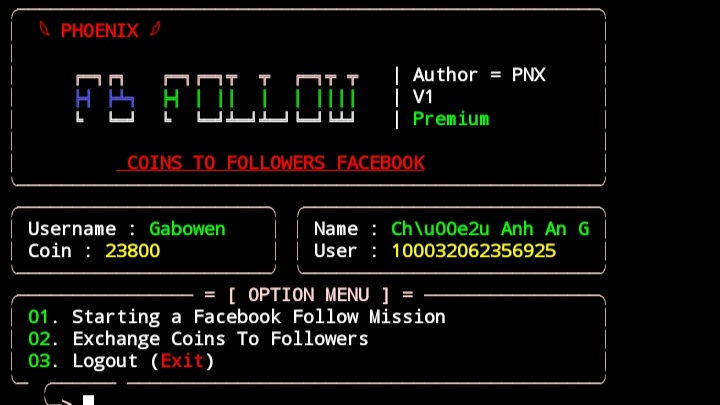 PHOENIX
FB FOLLOW
| Author = PNX
| V1
| Premium
COINS TO FOLLOWERS FACEBOOK
Username : Gabowen
Coin : 23800
Name : Ch\u00e2u Anh An G
User : 100032062356925
= [ OPTION MENU ] =
01. Starting a Facebook Follow Mission
02. Exchange Coins To Followers
03. Logout (Exit)
>